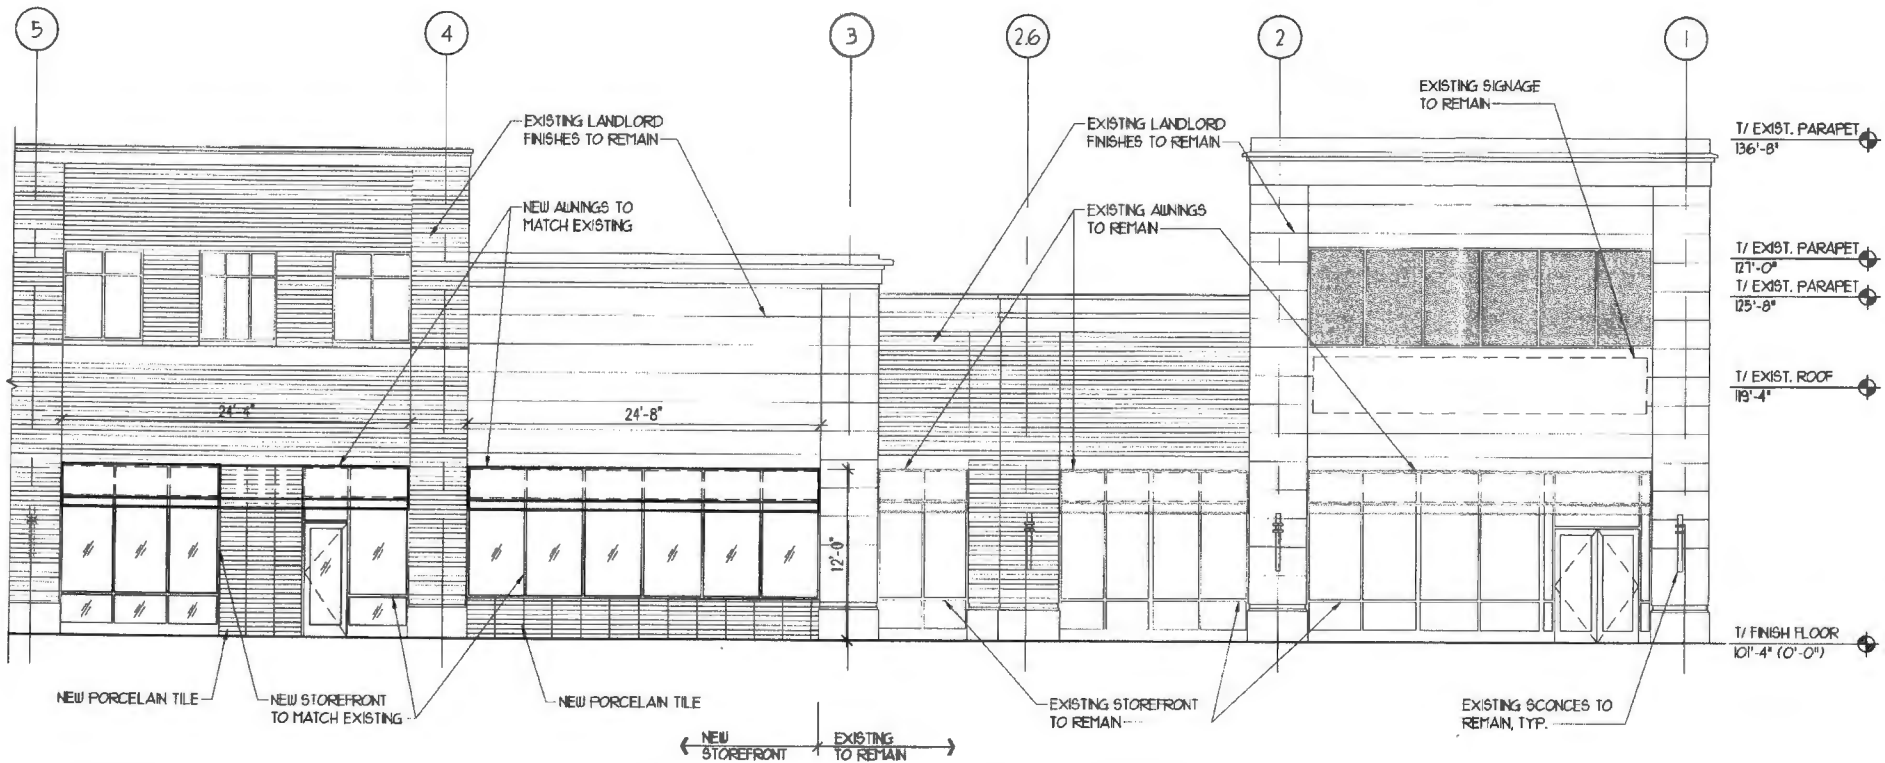 5
4
3
2.6
2
1
EXISTING SIGNAGE
TO REMAIN
EXISTING LANDLORD
FINISHES TO REMAIN
EXISTING LANDLORD
FINISHES TO REMAIN
T/ EXIST. PARAPET
136'-8"
NEW AWNINGS TO
MATCH EXISTING
EXISTING AWNINGS
TO REMAIN
T/ EXIST. PARAPET
127'-0"
T/ EXIST. PARAPET
125'-8"
T/ EXIST. ROOF
119'-4"
24'-4"
24'-8"
12'-0"
T/ FINISH FLOOR
101'-4" (0'-0")
NEW PORCELAIN TILE
NEW STOREFRONT
TO MATCH EXISTING
NEW PORCELAIN TILE
EXISTING STOREFRONT
TO REMAIN
EXISTING SCONCES TO
REMAIN, TYP.
NEW
STOREFRONT
EXISTING
TO REMAIN